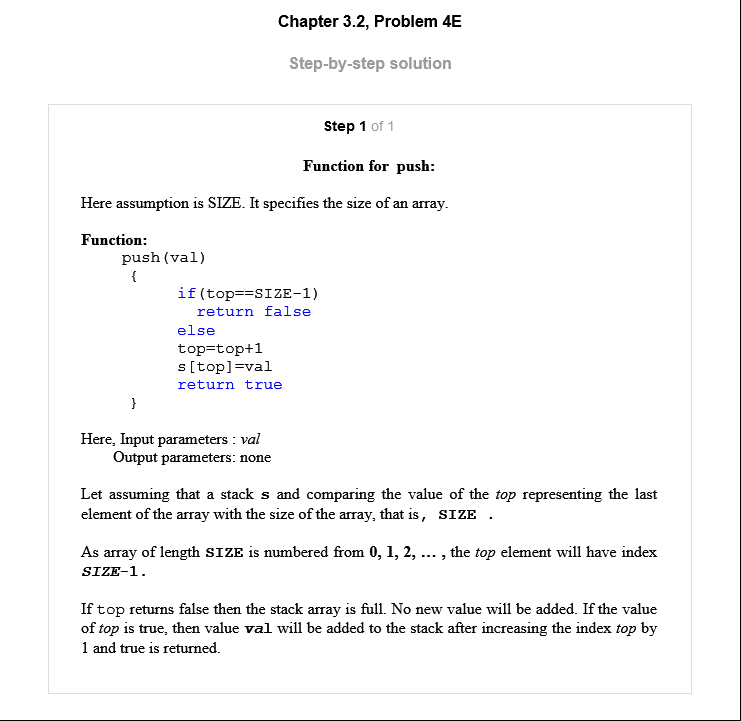 Chapter 3.2, Problem 4E
Step-by-step solution
Step 1 of 1
Function for push:
Here assumption is SIZE. It specifies the size of an array.
Function:
push(val)
{
if(top==SIZE-1)
return false
else
top=top+1
s[top]=val
return true
}
Here, Input parameters : val
Output parameters: none
Let assuming that a stack s and comparing the value of the top representing the last
element of the array with the size of the array, that is, SIZE .
As array of length SIZE is numbered from 0, 1, 2, … , the top element will have index
SIZE-1.
If top returns false then the stack array is full. No new value will be added. If the value
of top is true, then value val will be added to the stack after increasing the index top by
1 and true is returned.